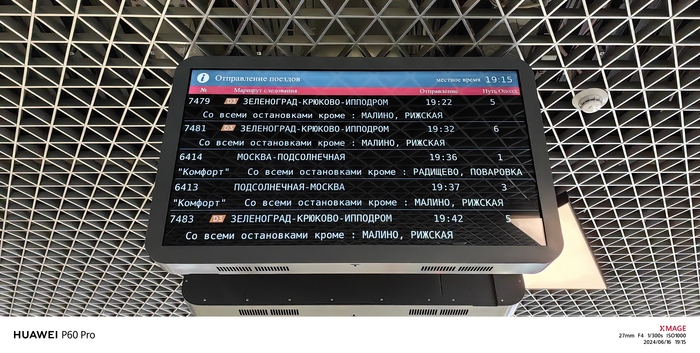 i Отправление поездов местное время 19:15
№ Маршрут следования Отправление Путь Опозд.
7479 D3 ЗЕЛЕНОГРАД-КРЮКОВО-ИППОДРОМ 19:22 5
Со всеми остановками кроме : МАЛИНО, РИЖСКАЯ
7481 D3 ЗЕЛЕНОГРАД-КРЮКОВО-ИППОДРОМ 19:32 6
Со всеми остановками кроме : МАЛИНО, РИЖСКАЯ
6414 МОСКВА-ПОДСОЛНЕЧНАЯ 19:36 1
"Комфорт" Со всеми остановками кроме : РАДИЩЕВО, ПОВАРОВКА
6413 ПОДСОЛНЕЧНАЯ-МОСКВА 19:37 3
"Комфорт" Со всеми остановками кроме : МАЛИНО, РИЖСКАЯ
7483 D3 ЗЕЛЕНОГРАД-КРЮКОВО-ИППОДРОМ 19:42 5
Со всеми остановками кроме : МАЛИНО, РИЖСКАЯ
HUAWEI P60 Pro
XMAGE
27mm F4 1/300s ISO1000
2024/06/16 19:15